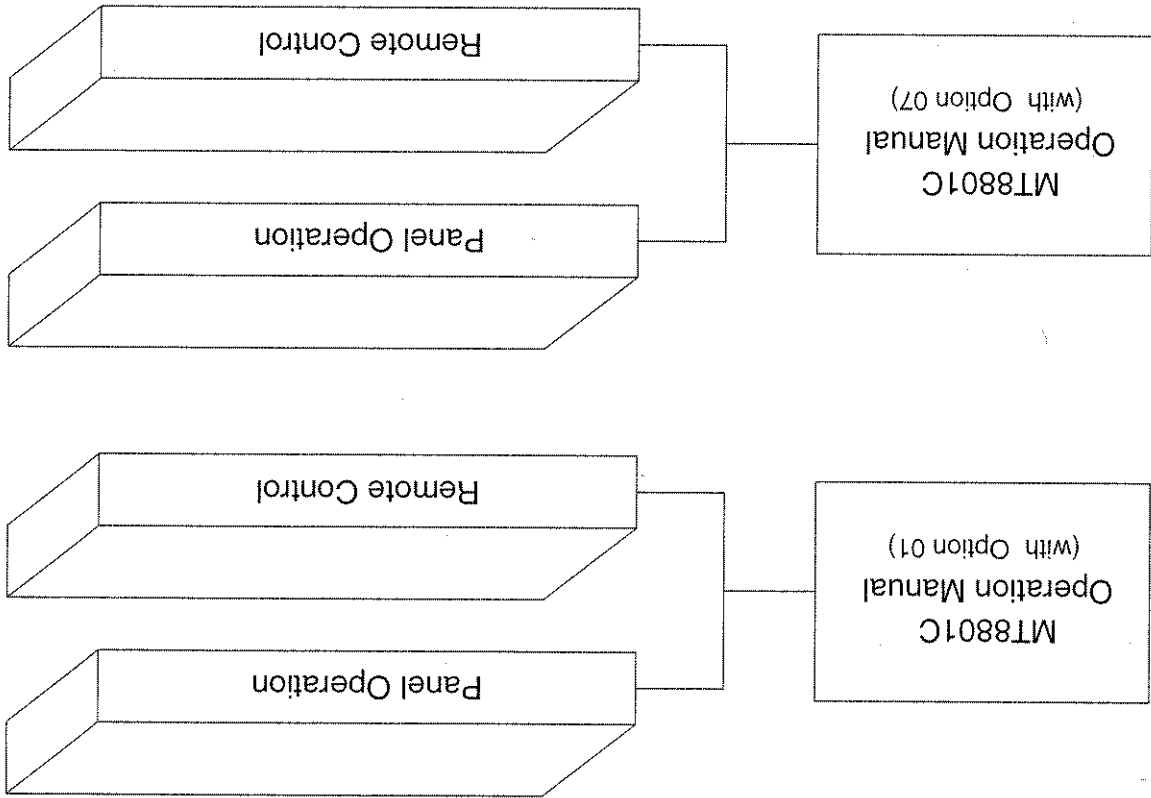 MT8801C
Operation Manual
(with Option 01)
Panel Operation
Remote Control
MT8801C
Operation Manual
(with Option 07)
Panel Operation
Remote Control